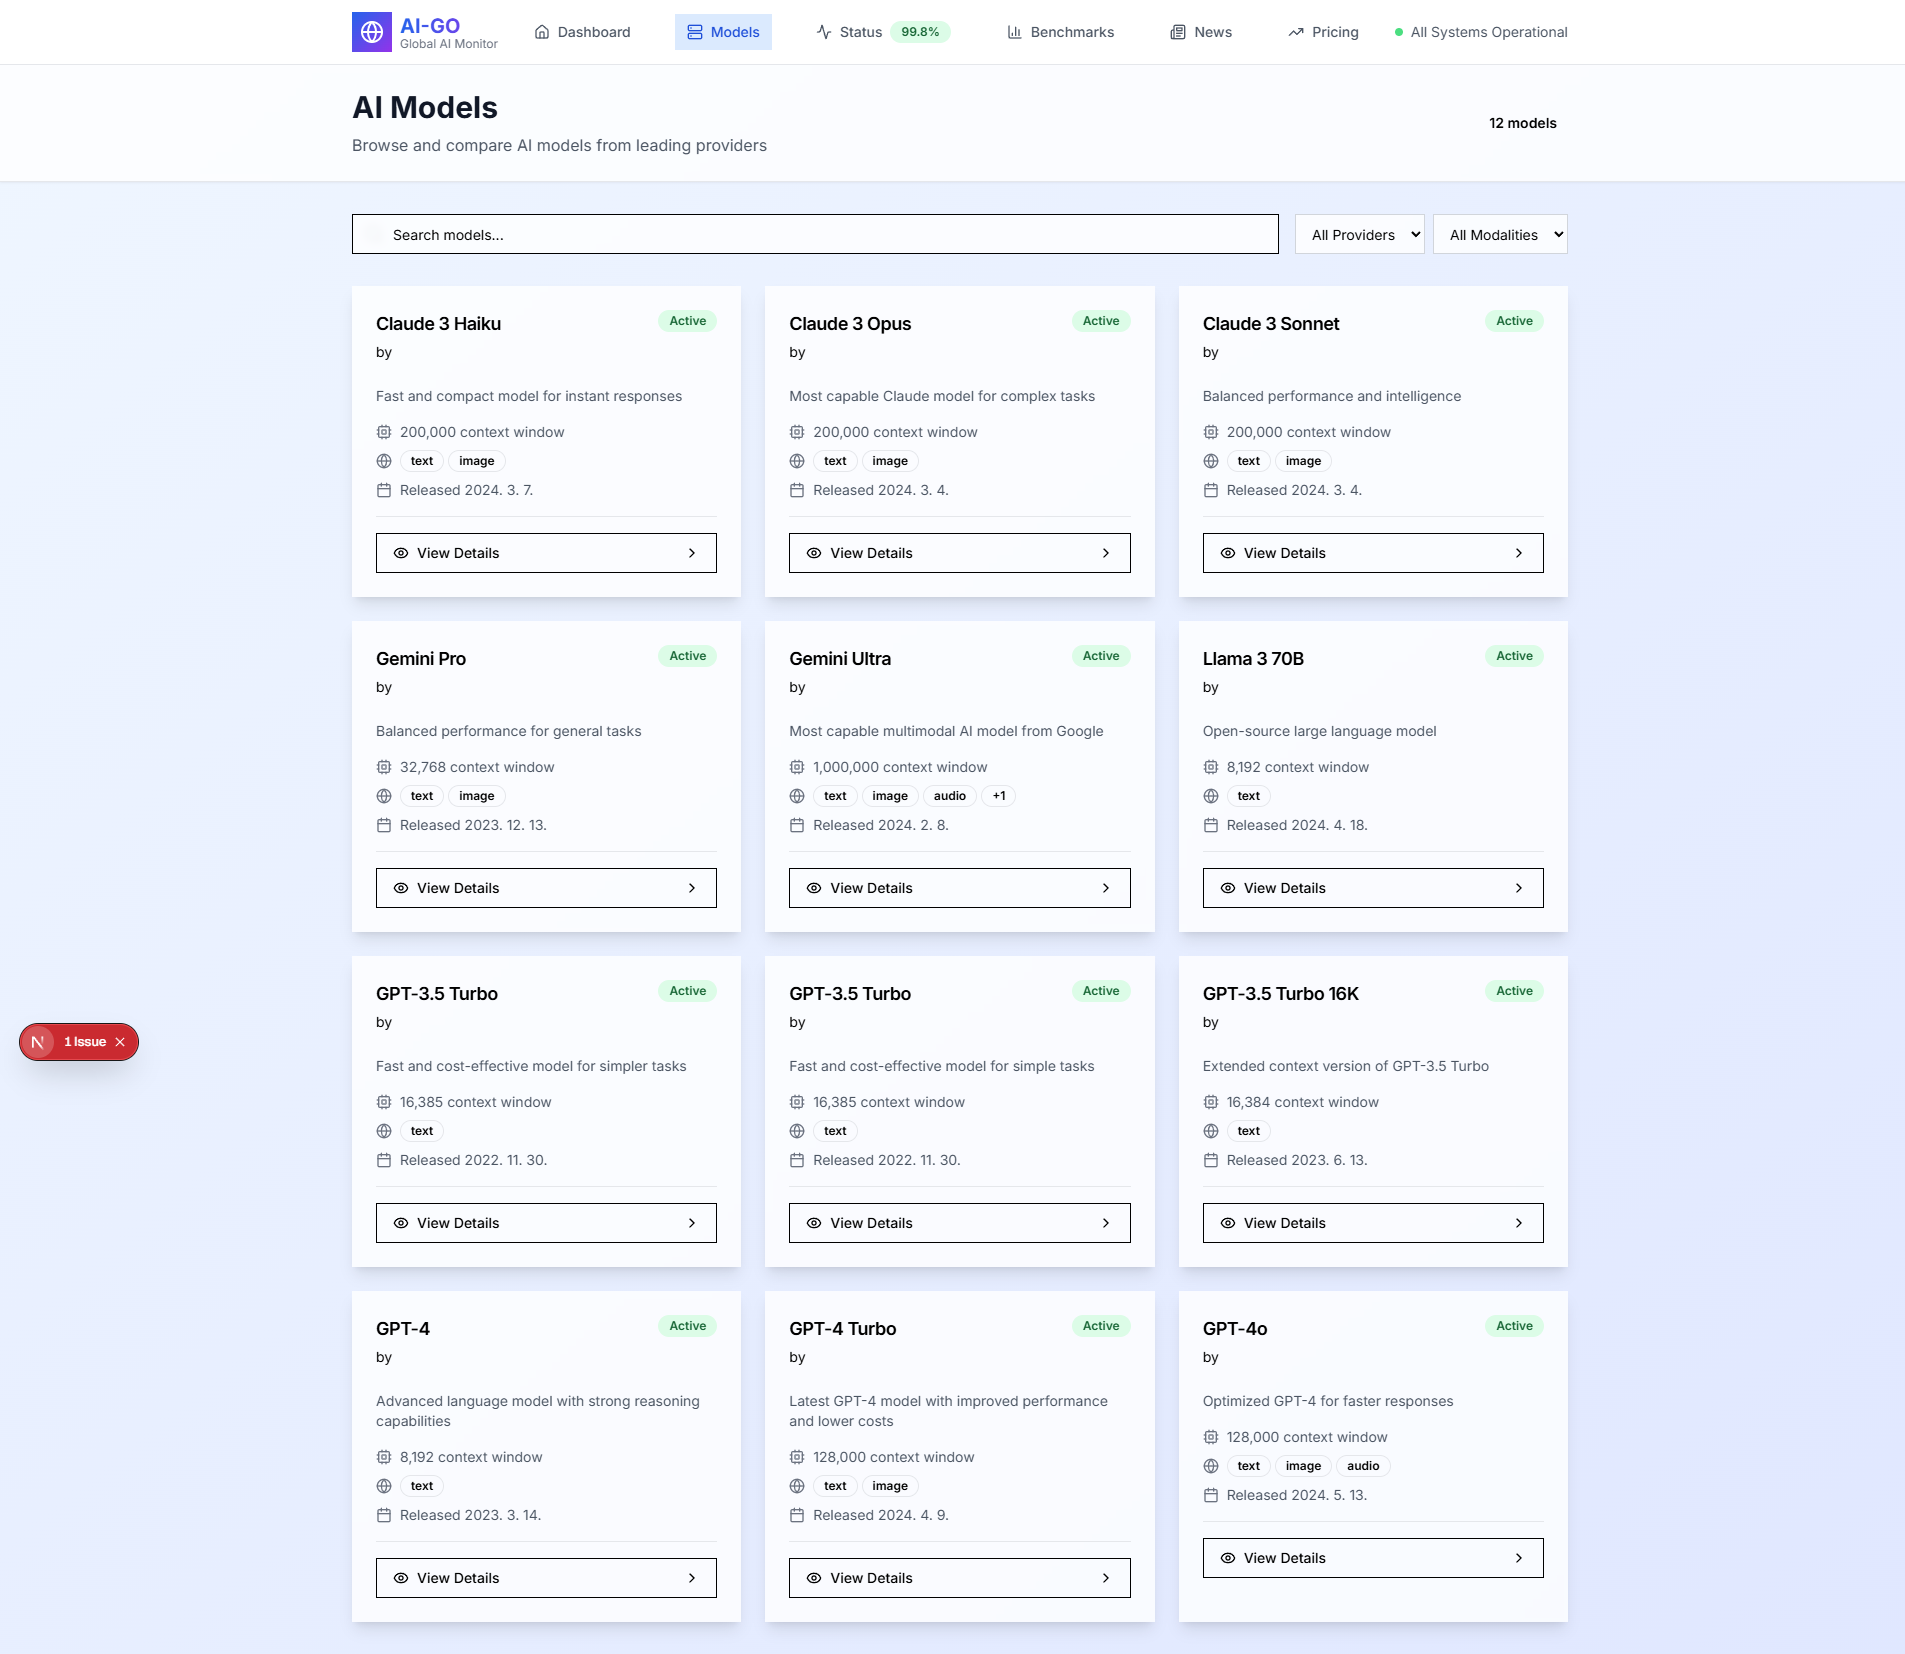 AI-GO
Global AI Monitor
Dashboard
Models
Status 99.8%
Benchmarks
News
Pricing
All Systems Operational
AI Models
Browse and compare AI models from leading providers
12 models
Search models...
All Providers
All Modalities
Claude 3 Haiku
Active
by
Fast and compact model for instant responses
200,000 context window
text image
Released 2024. 3. 7.
View Details
Claude 3 Opus
Active
by
Most capable Claude model for complex tasks
200,000 context window
text image
Released 2024. 3. 4.
View Details
Claude 3 Sonnet
Active
by
Balanced performance and intelligence
200,000 context window
text image
Released 2024. 3. 4.
View Details
Gemini Pro
Active
by
Balanced performance for general tasks
32,768 context window
text image
Released 2023. 12. 13.
View Details
Gemini Ultra
Active
by
Most capable multimodal AI model from Google
1,000,000 context window
text image audio +1
Released 2024. 2. 8.
View Details
Llama 3 70B
Active
by
Open-source large language model
8,192 context window
text
Released 2024. 4. 18.
View Details
GPT-3.5 Turbo
Active
by
Fast and cost-effective model for simpler tasks
16,385 context window
text
Released 2022. 11. 30.
View Details
GPT-3.5 Turbo
Active
by
Fast and cost-effective model for simple tasks
16,385 context window
text
Released 2022. 11. 30.
View Details
GPT-3.5 Turbo 16K
Active
by
Extended context version of GPT-3.5 Turbo
16,384 context window
text
Released 2023. 6. 13.
View Details
N 1 Issue
GPT-4
Active
by
Advanced language model with strong reasoning
capabilities
8,192 context window
text
Released 2023. 3. 14.
View Details
GPT-4 Turbo
Active
by
Latest GPT-4 model with improved performance
and lower costs
128,000 context window
text image
Released 2024. 4. 9.
View Details
GPT-4o
Active
by
Optimized GPT-4 for faster responses
128,000 context window
text image audio
Released 2024. 5. 13.
View Details